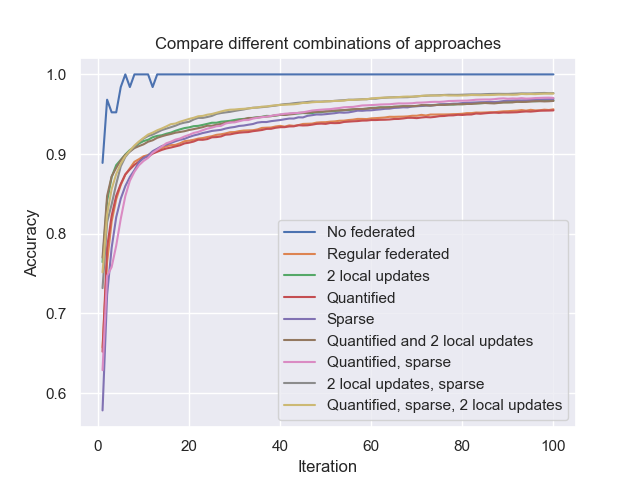 Compare different combinations of approaches
1.0
0.9
0.8
0.7
0.6
Accuracy
No federated
Regular federated
2 local updates
Quantified
Sparse
Quantified and 2 local updates
Quantified, sparse
2 local updates, sparse
Quantified, sparse, 2 local updates
0 20 40 60 80 100
Iteration